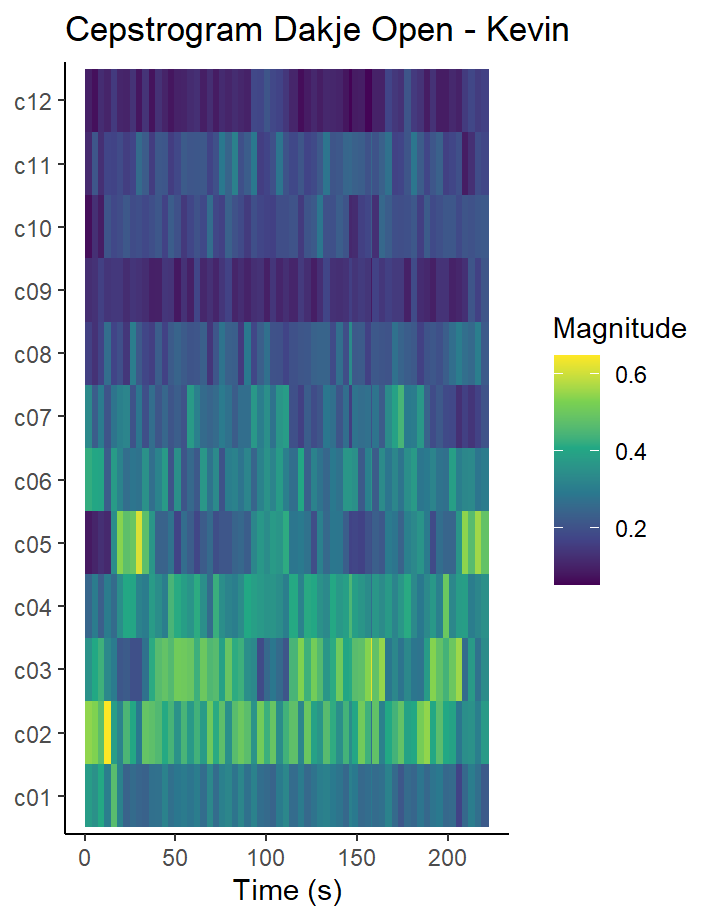 Cepstrogram Dakje Open - Kevin
c12
c11
c10
c09
c08
c07
c06
c05
c04
c03
c02
c01
0 50 100 150 200
Time (s)
Magnitude
0.6
0.4
0.2